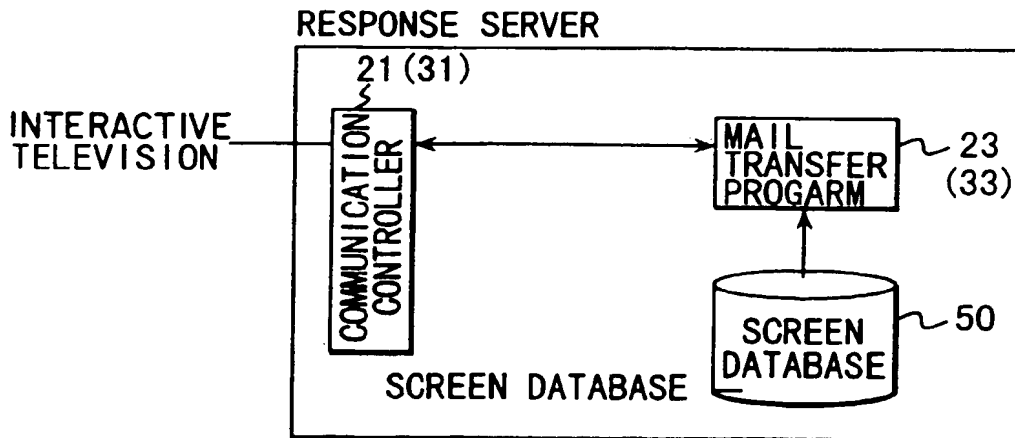 RESPONSE SERVER
21 (31)
INTERACTIVE
TELEVISION
COMMUNICATION
CONTROLLER
MAIL
TRANSFER
PROGARM
23
(33)
SCREEN
DATABASE
50
SCREEN DATABASE